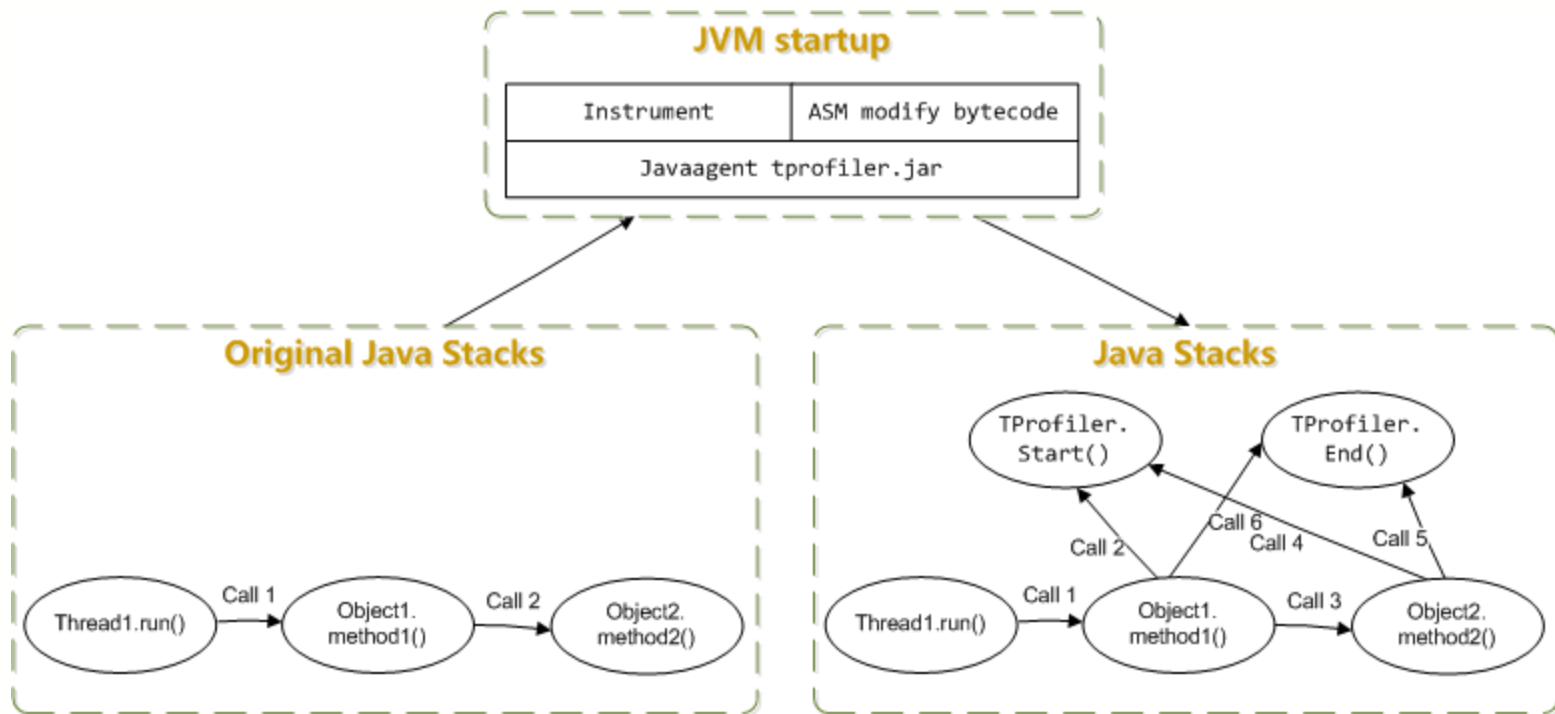 JVM startup
Instrument
ASM modify bytecode
Javaagent tprofiler.jar
Original Java Stacks
Thread1.run()
Call 1
Object1.
method1()
Call 2
Object2.
method2()
Java Stacks
TProfiler.
Start()
TProfiler.
End()
Call 2
Call 6
Call 4
Call 5
Thread1.run()
Call 1
Object1.
method1()
Call 3
Object2.
method2()